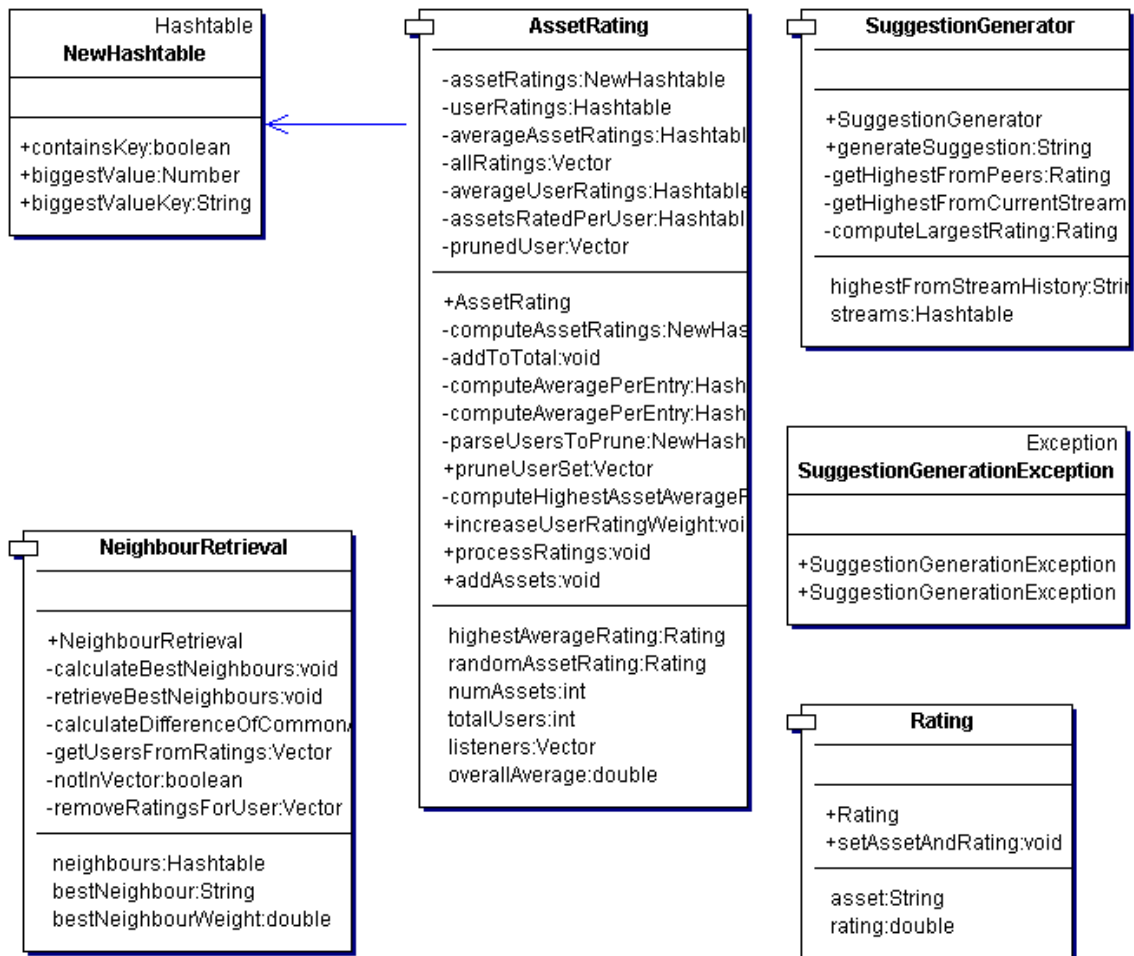 Hashtable
NewHashtable
+containsKey:boolean
+biggestValue:Number
+biggestValueKey:String
AssetRating
-assetRatings:NewHashtable
-userRatings:Hashtable
-averageAssetRatings:Hashtabl
-allRatings:Vector
-averageUserRatings:Hashtable
-assetsRatedPerUser:Hashtabl
-prunedUser:Vector
+AssetRating
-computeAssetRatings:NewHas
-addToTotal:void
-computeAveragePerEntry:Hash
-computeAveragePerEntry:Hash
-parseUsersToPrune:NewHash
+pruneUserSet:Vector
-computeHighestAssetAverageF
+increaseUserRatingWeight:voi
+processRatings:void
+addAssets:void
highestAverageRating:Rating
randomAssetRating:Rating
numAssets:int
totalUsers:int
listeners:Vector
overallAverage:double
SuggestionGenerator
+SuggestionGenerator
+generateSuggestion:String
-getHighestFromPeers:Rating
-getHighestFromCurrentStream
-computeLargestRating:Rating
highestFromStreamHistory:Strin
streams:Hashtable
Exception
SuggestionGenerationException
+SuggestionGenerationException
+SuggestionGenerationException
NeighbourRetrieval
+NeighbourRetrieval
-calculateBestNeighbours:void
-retrieveBestNeighbours:void
-calculateDifferenceOfCommon
-getUsersFromRatings:Vector
-notInVector:boolean
-removeRatingsForUser:Vector
neighbours:Hashtable
bestNeighbour:String
bestNeighbourWeight:double
Rating
+Rating
+setAssetAndRating:void
asset:String
rating:double